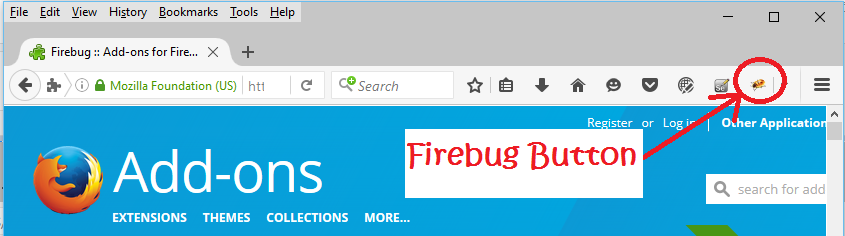 File Edit View History Bookmarks Tools Help
Firebug :: Add-ons for Fire...
Mozilla Foundation (US) htt Search
Register or Log in | Other Application
Firebug Button
Add-ons
search for add
EXTENSIONS THEMES COLLECTIONS MORE...